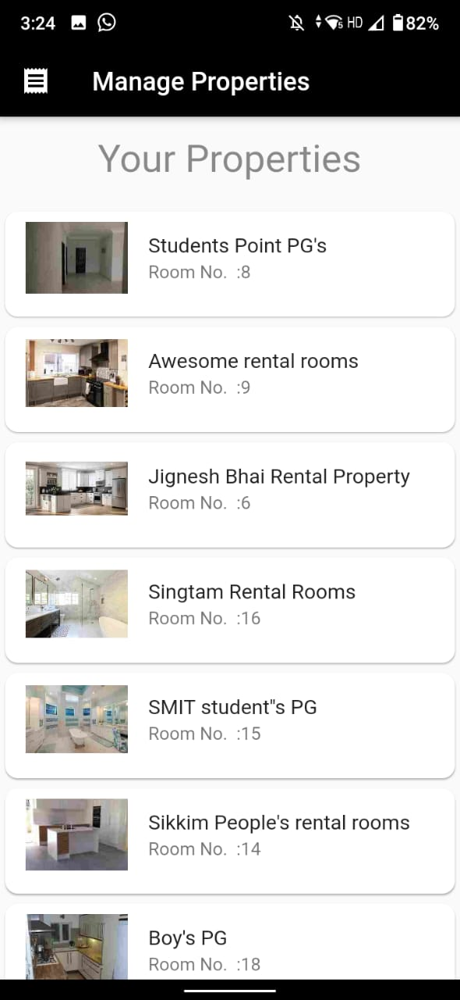 3:24
HD
82%
Manage Properties
Your Properties
Students Point PG's
Room No.  :8
Awesome rental rooms
Room No.  :9
Jignesh Bhai Rental Property
Room No.  :6
Singtam Rental Rooms
Room No.  :16
SMIT student"s PG
Room No.  :15
Sikkim People's rental rooms
Room No.  :14
Boy's PG
Room No.  :18